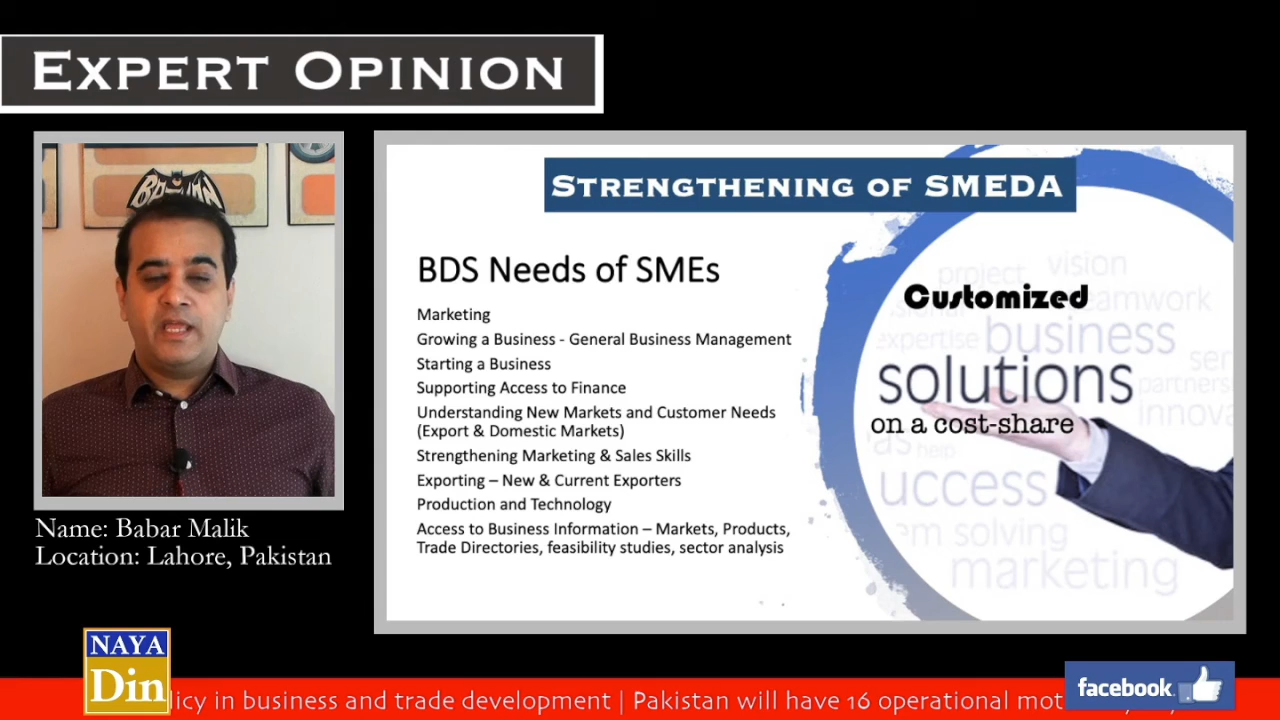 EXPERT OPINION
STRENGTHENING OF SMEDA
BDS Needs of SMEs
Marketing
Growing a Business - General Business Management
Starting a Business
Supporting Access to Finance
Understanding New Markets and Customer Needs
(Export & Domestic Markets)
Strengthening Marketing & Sales Skills
Exporting – New & Current Exporters
Production and Technology
Access to Business Information – Markets, Products,
Trade Directories, feasibility studies, sector analysis
vision
project
Customized
teamwork
expertise business
solutions
partners
on a cost-share
help
success
solving
marketing
Name: Babar Malik
Location: Lahore, Pakistan
NAYA
Din
in business and trade development | Pakistan will have 16 operational
facebook